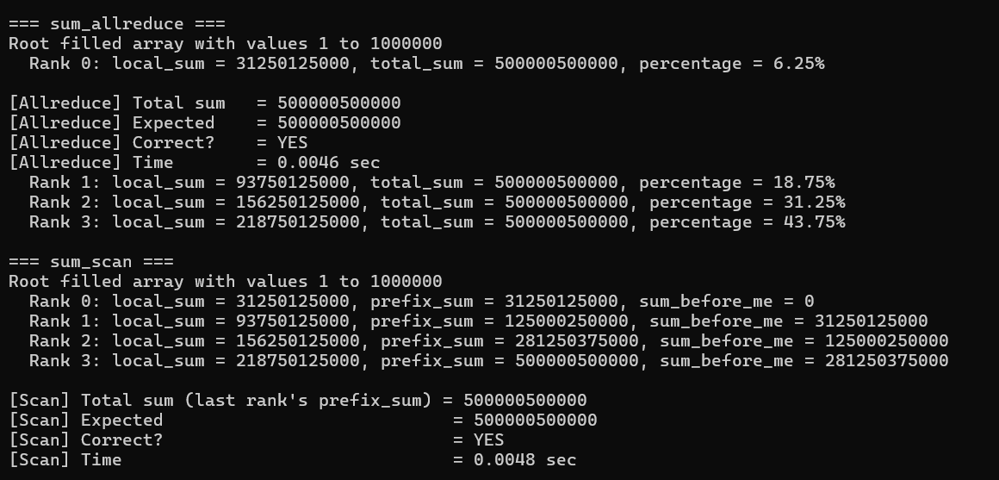 === sum_allreduce ===
Root filled array with values 1 to 1000000
  Rank 0: local_sum = 31250125000, total_sum = 500000500000, percentage = 6.25%

[Allreduce] Total sum   = 500000500000
[Allreduce] Expected    = 500000500000
[Allreduce] Correct?    = YES
[Allreduce] Time        = 0.0046 sec
  Rank 1: local_sum = 93750125000, total_sum = 500000500000, percentage = 18.75%
  Rank 2: local_sum = 156250125000, total_sum = 500000500000, percentage = 31.25%
  Rank 3: local_sum = 218750125000, total_sum = 500000500000, percentage = 43.75%

=== sum_scan ===
Root filled array with values 1 to 1000000
  Rank 0: local_sum = 31250125000, prefix_sum = 31250125000, sum_before_me = 0
  Rank 1: local_sum = 93750125000, prefix_sum = 125000250000, sum_before_me = 31250125000
  Rank 2: local_sum = 156250125000, prefix_sum = 281250375000, sum_before_me = 125000250000
  Rank 3: local_sum = 218750125000, prefix_sum = 500000500000, sum_before_me = 281250375000

[Scan] Total sum (last rank's prefix_sum) = 500000500000
[Scan] Expected                            = 500000500000
[Scan] Correct?                            = YES
[Scan] Time                                = 0.0048 sec